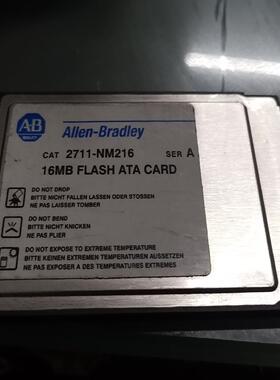 AB
Allen-Bradley
CAT 2711-NM216 SER A
16MB FLASH ATA CARD
DO NOT DROP
BITTE NICHT FALLEN LASSEN ODER STOSSEN
NE PAS LAISSER TOMBER
DO NOT BEND
BITTE NICHT KNICKEN
NE PAS PLIER
DO NOT EXPOSE TO EXTREME TEMPERATURE
BITTE KEINEN EXTREMEN TEMPERATUREN AUSSETZEN
NE PAS EXPOSER A DES TEMPERATURES EXTREMES